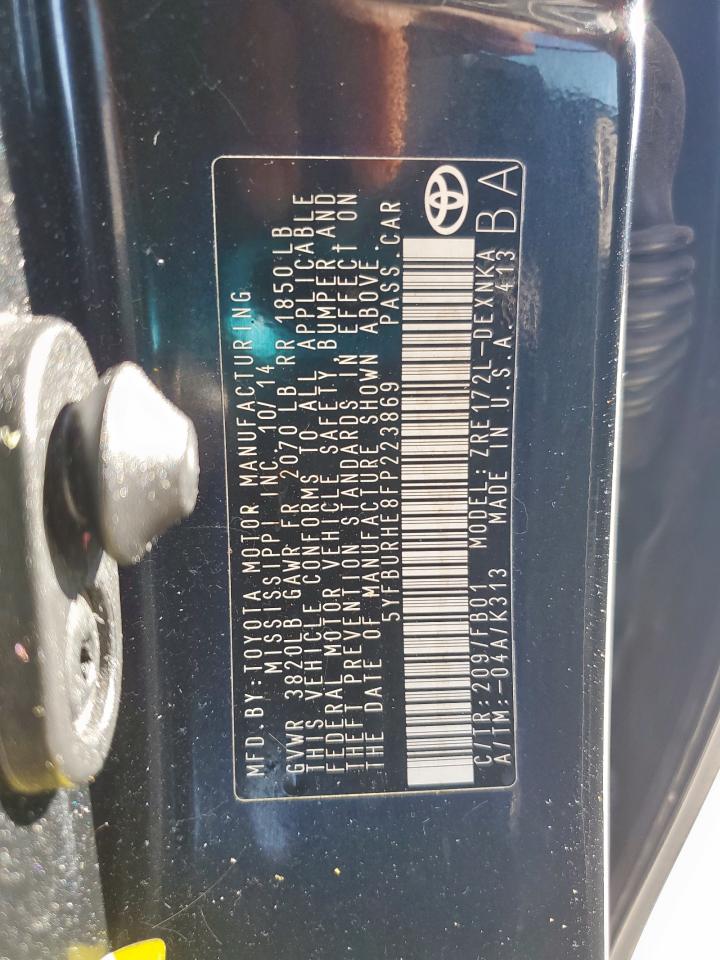 MFD. BY: TOYOTA MOTOR MANUFACTURING
MISSISSIPPI INC. 10/14
GVWR 3820LB GAWR FR 2070LB RR 1850LB
THIS VEHICLE CONFORMS TO ALL APPLICABLE
FEDERAL MOTOR VEHICLE SAFETY, BUMPER AND
THEFT PREVENTION STANDARDS IN EFFECT ON
THE DATE OF MANUFACTURE SHOWN ABOVE.
5YFBURHE8FP223869 PASS. CAR
C/TR: 209/FB01 MODEL: ZRE172L-DEXNKA
A/TM: -04A/K313 MADE IN U.S.A. 413
BA